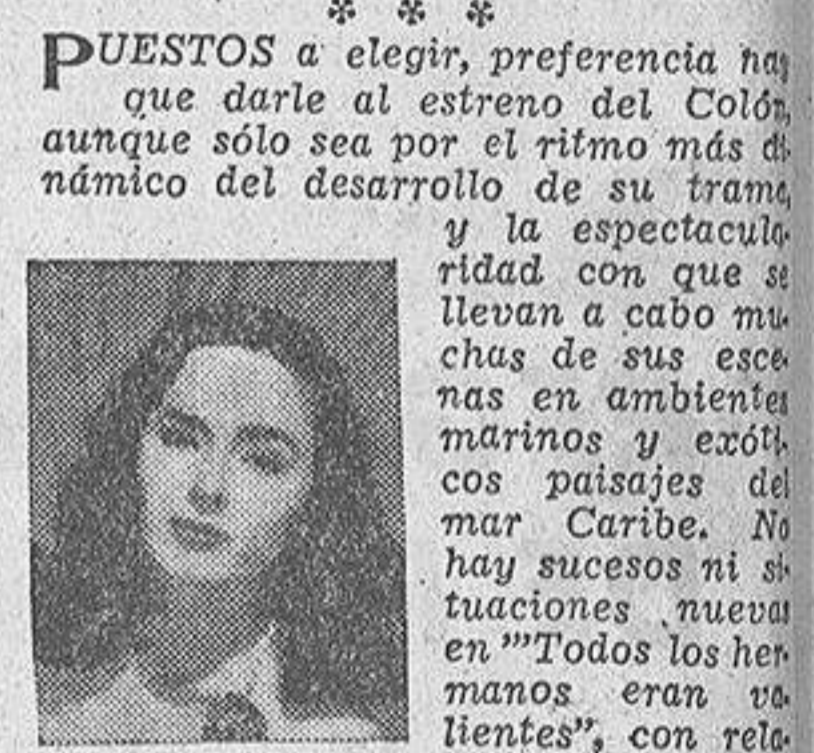 * * *
PUESTOS a elegir, preferencia hay
que darle al estreno del Colón,
aunque sólo sea por el ritmo más di-
námico del desarrollo de su trama,
y la espectacula-
ridad con que se
llevan a cabo mu-
chas de sus esce-
nas en ambientes
marinos y exóti-
cos paisajes del
mar Caribe. No
hay sucesos ni si-
tuaciones nuevas
en "'Todos los her-
manos eran va-
lientes", con rela-